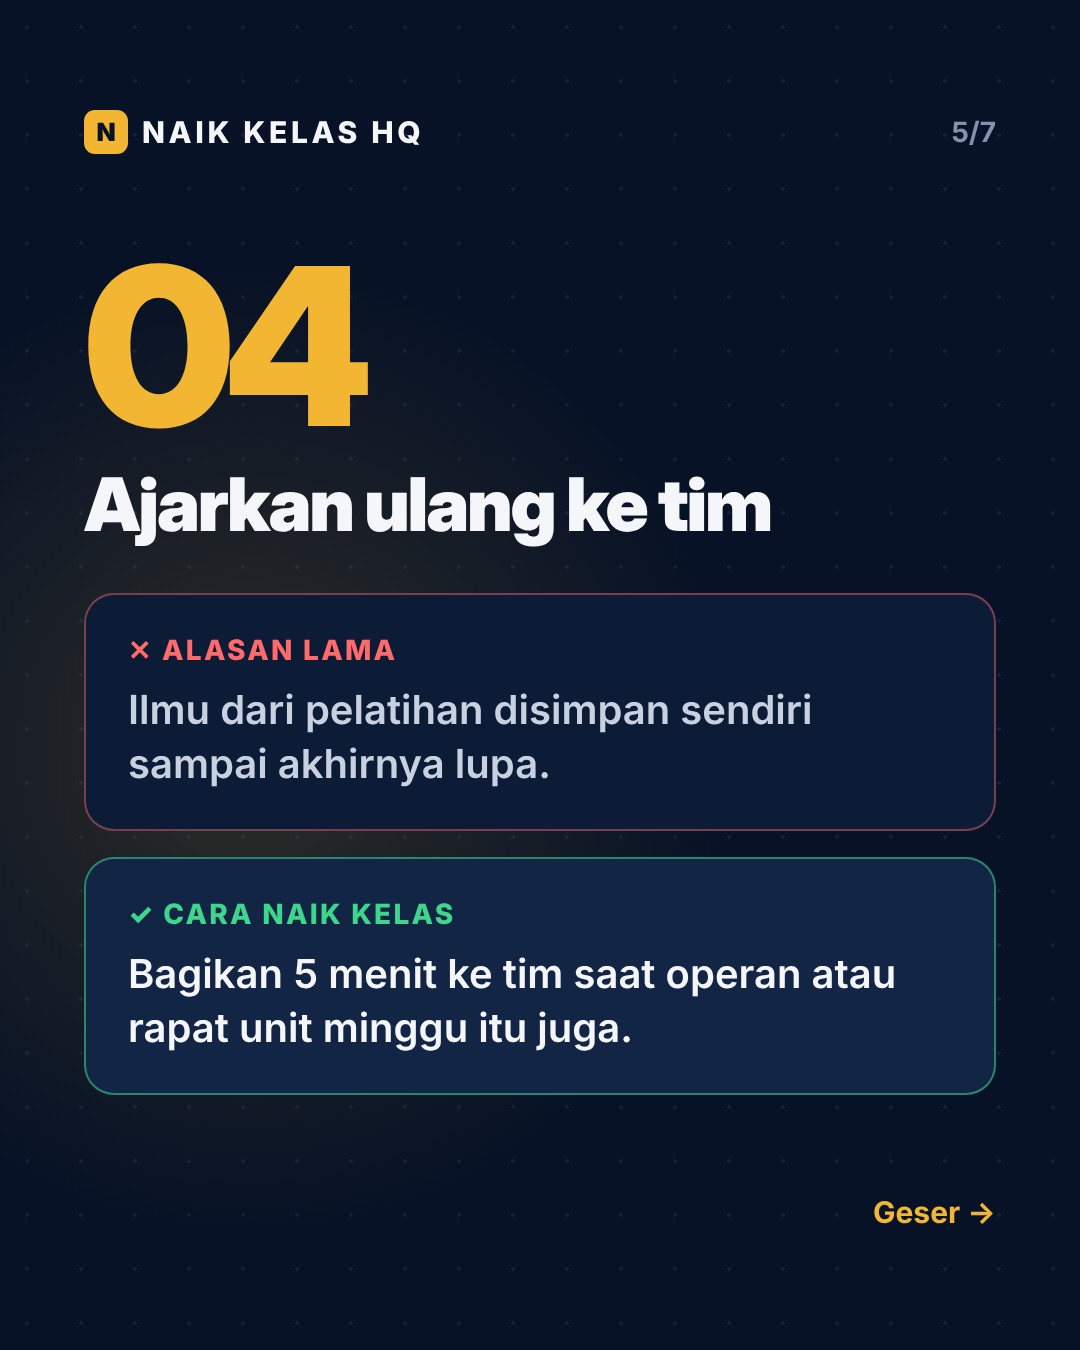 N NAIK KELAS HQ
5/7
04
Ajarkan ulang ke tim
✕ ALASAN LAMA
Ilmu dari pelatihan disimpan sendiri
sampai akhirnya lupa.
✓ CARA NAIK KELAS
Bagikan 5 menit ke tim saat operan atau
rapat unit minggu itu juga.
Geser →